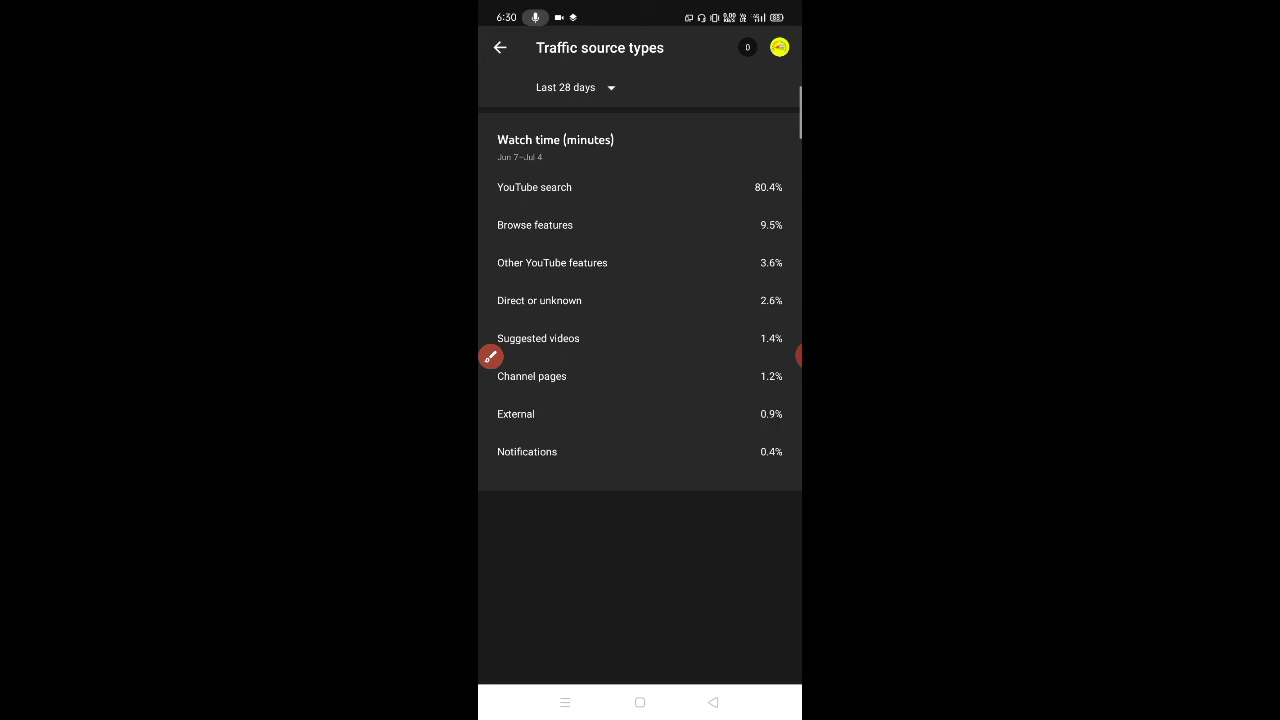 6:30
Traffic source types
0
Last 28 days
Watch time (minutes)
Jun 7–Jul 4
YouTube search 80.4%
Browse features 9.5%
Other YouTube features 3.6%
Direct or unknown 2.6%
Suggested videos 1.4%
Channel pages 1.2%
External 0.9%
Notifications 0.4%